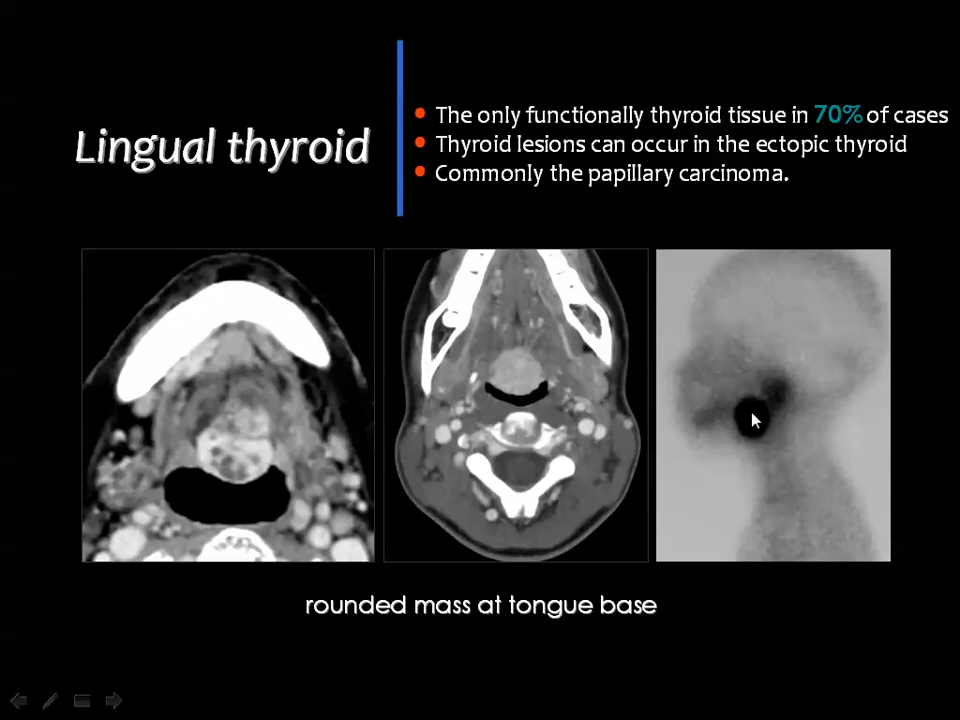 Lingual thyroid
The only functionally thyroid tissue in 70% of cases
Thyroid lesions can occur in the ectopic thyroid
Commonly the papillary carcinoma.
rounded mass at tongue base